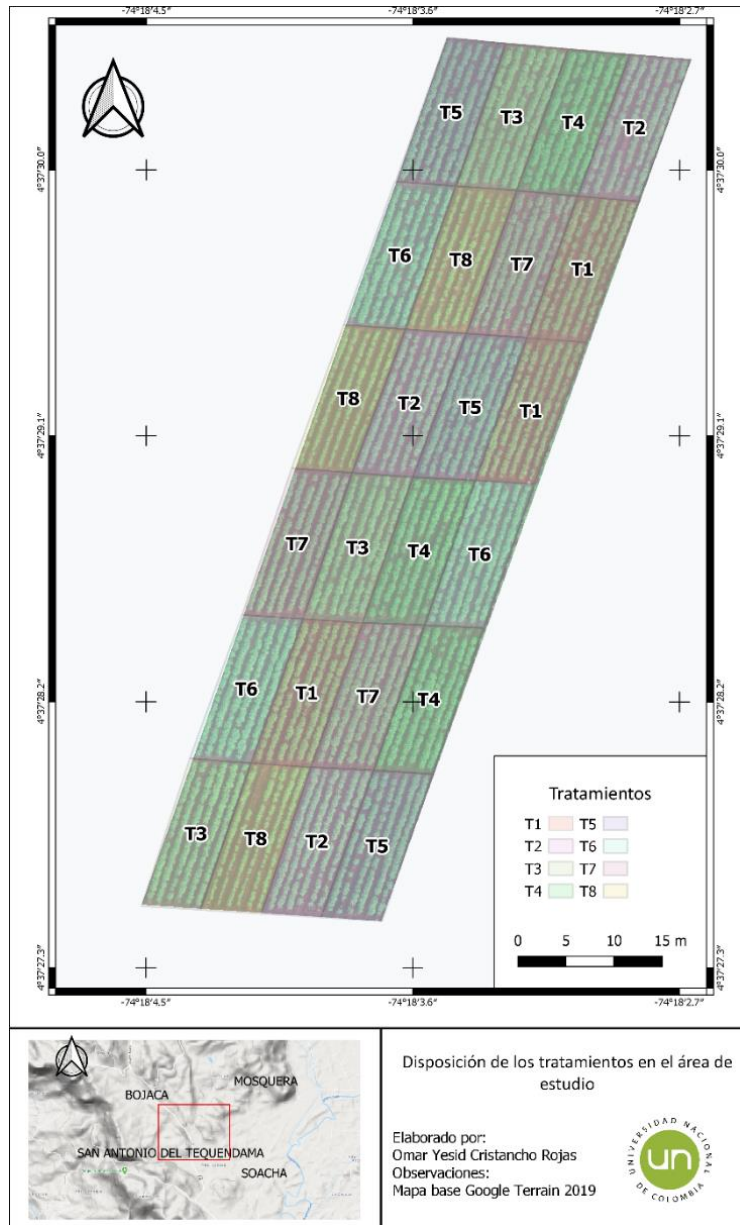 -74°18'4.5" -74°18'3.6" -74°18'2.7"
4°37'30.0" 4°37'30.0"
4°37'29.1" 4°37'29.1"
4°37'28.2" 4°37'28.2"
4°37'27.3" 4°37'27.3"
T5 T3 T4 T2
T6 T8 T7 T1
T8 T2 T5 T1
T7 T3 T4 T6
T6 T1 T7 T4
T3 T8 T2 T5
Tratamientos
T1 T5
T2 T6
T3 T7
T4 T8
0 5 10 15 m
-74°18'4.5" -74°18'3.6" -74°18'2.7"
MOSQUERA
BOJACA
SAN ANTONIO DEL TEQUENDAMA
SOACHA
Disposición de los tratamientos en el área de
estudio
Elaborado por:
Omar Yesid Cristancho Rojas
Observaciones:
Mapa base Google Terrain 2019
UNIVERSIDAD NACIONAL
un
DE COLOMBIA